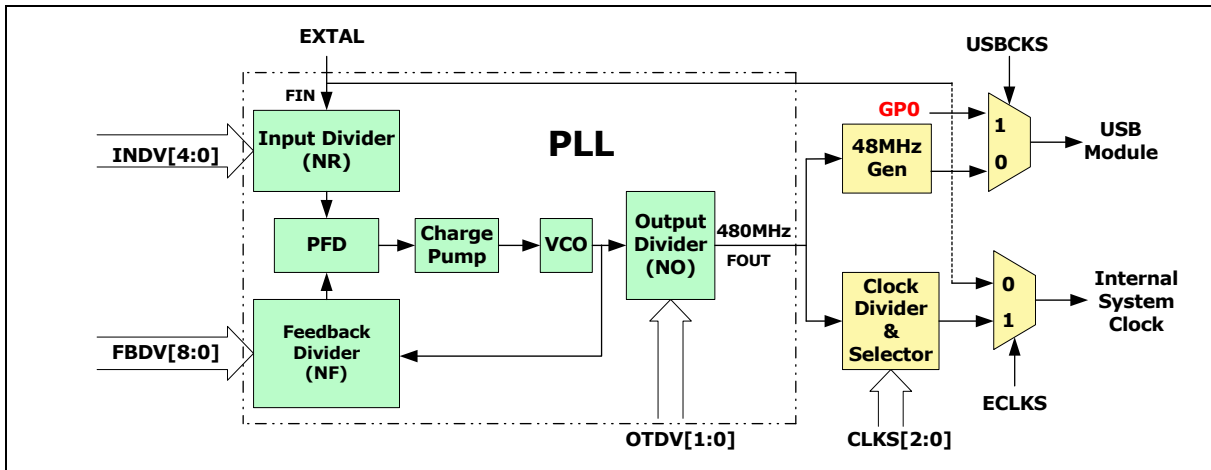 EXTAL
USBCKS
FIN
INDV[4:0]
Input Divider
(NR)
PLL
GP0
1
0
48MHz
Gen
USB
Module
PFD
Charge
Pump
VCO
Output
Divider
(NO)
480MHz
FOUT
FBDV[8:0]
Feedback
Divider
(NF)
Clock
Divider
&
Selector
0
1
Internal
System
Clock
OTDV[1:0]
CLKS[2:0]
ECLKS